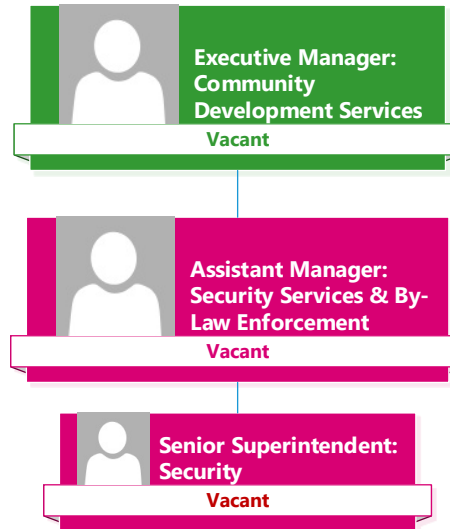 Executive Manager:
Community
Development Services
Vacant
Assistant Manager:
Security Services & By-
Law Enforcement
Vacant
Senior Superintendent:
Security
Vacant